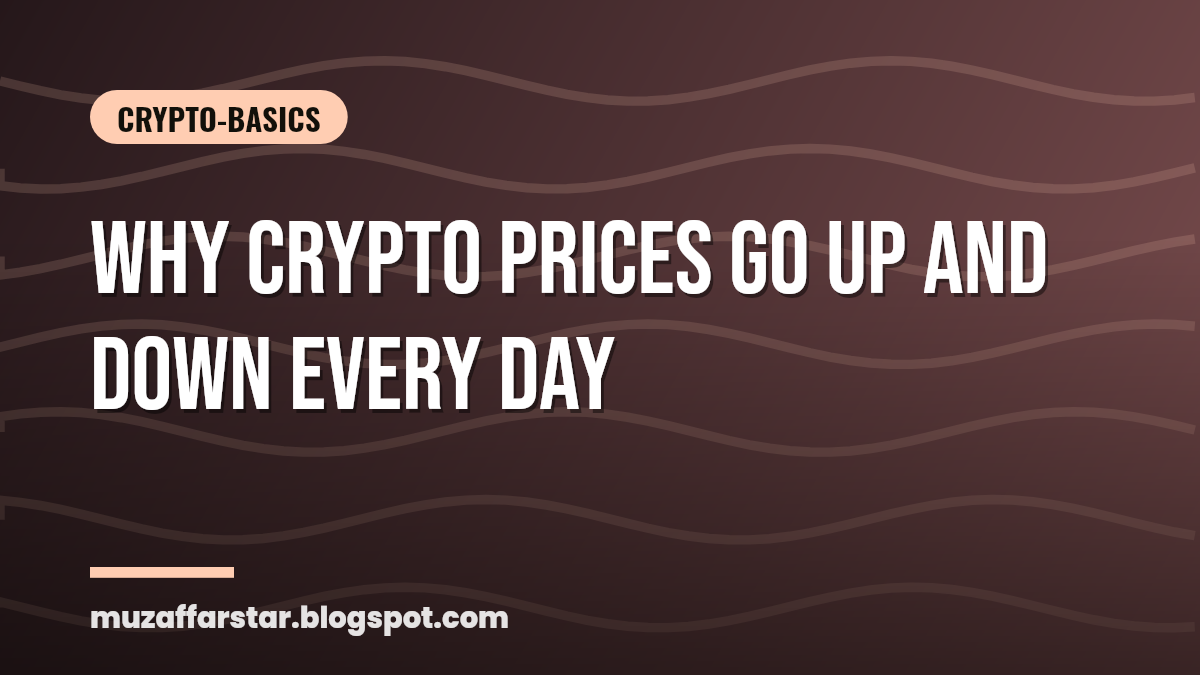 CRYPTO-BASICS
WHY CRYPTO PRICES GO UP AND
DOWN EVERY DAY
muzaffarstar.blogspot.com